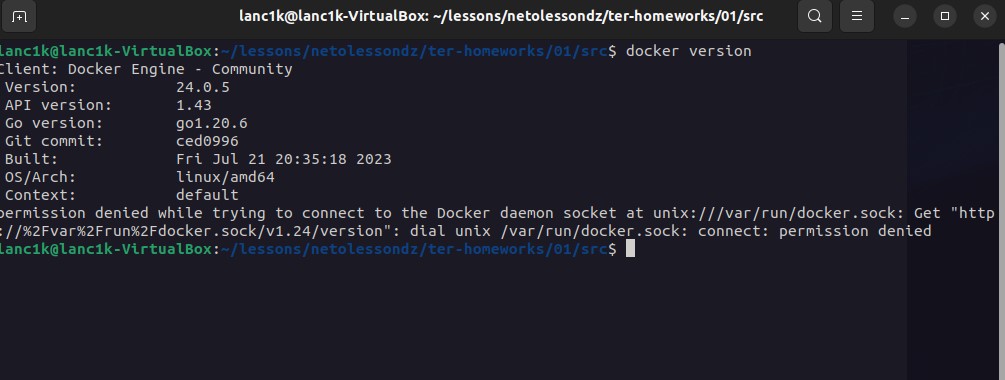 lanc1k@lanc1k-VirtualBox: ~/lessons/netolessondz/ter-homeworks/01/src
lanc1k@lanc1k-VirtualBox:~/lessons/netolessondz/ter-homeworks/01/src$ docker version
Client: Docker Engine - Community
 Version:           24.0.5
 API version:       1.43
 Go version:        go1.20.6
 Git commit:        ced0996
 Built:             Fri Jul 21 20:35:18 2023
 OS/Arch:           linux/amd64
 Context:           default
permission denied while trying to connect to the Docker daemon socket at unix:///var/run/docker.sock: Get "http
://%2Fvar%2Frun%2Fdocker.sock/v1.24/version": dial unix /var/run/docker.sock: connect: permission denied
lanc1k@lanc1k-VirtualBox:~/lessons/netolessondz/ter-homeworks/01/src$